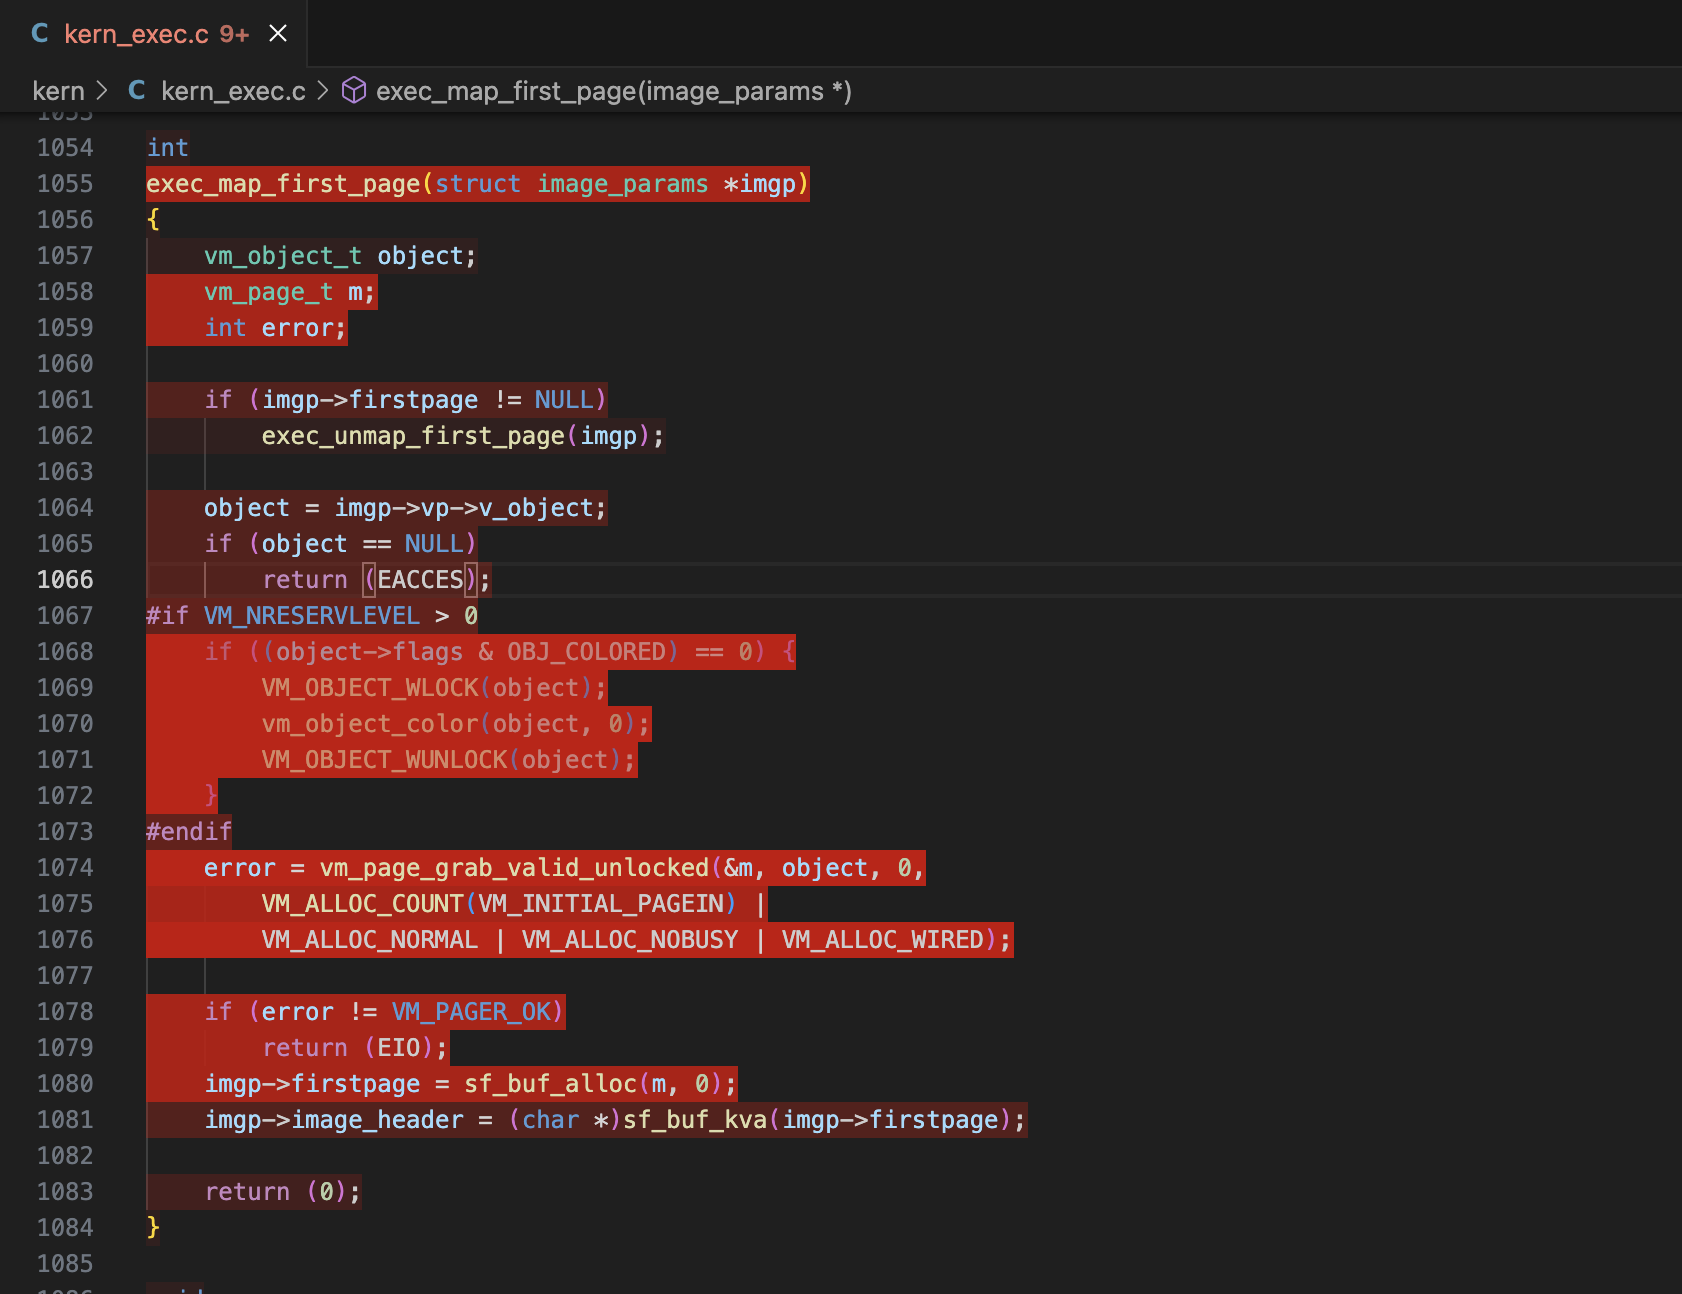 C kern_exec.c 9+ ×
kern > C kern_exec.c > exec_map_first_page(image_params *)
1053
1054 int
1055 exec_map_first_page(struct image_params *imgp)
1056 {
1057 vm_object_t object;
1058 vm_page_t m;
1059 int error;
1060
1061 if (imgp->firstpage != NULL)
1062 exec_unmap_first_page(imgp);
1063
1064 object = imgp->vp->v_object;
1065 if (object == NULL)
1066 return (EACCES);
1067 #if VM_NRESERVLEVEL > 0
1068 if ((object->flags & OBJ_COLORED) == 0) {
1069 VM_OBJECT_WLOCK(object);
1070 vm_object_color(object, 0);
1071 VM_OBJECT_WUNLOCK(object);
1072 }
1073 #endif
1074 error = vm_page_grab_valid_unlocked(&m, object, 0,
1075 VM_ALLOC_COUNT(VM_INITIAL_PAGEIN) |
1076 VM_ALLOC_NORMAL | VM_ALLOC_NOBUSY | VM_ALLOC_WIRED);
1077
1078 if (error != VM_PAGER_OK)
1079 return (EIO);
1080 imgp->firstpage = sf_buf_alloc(m, 0);
1081 imgp->image_header = (char *)sf_buf_kva(imgp->firstpage);
1082
1083 return (0);
1084 }
1085